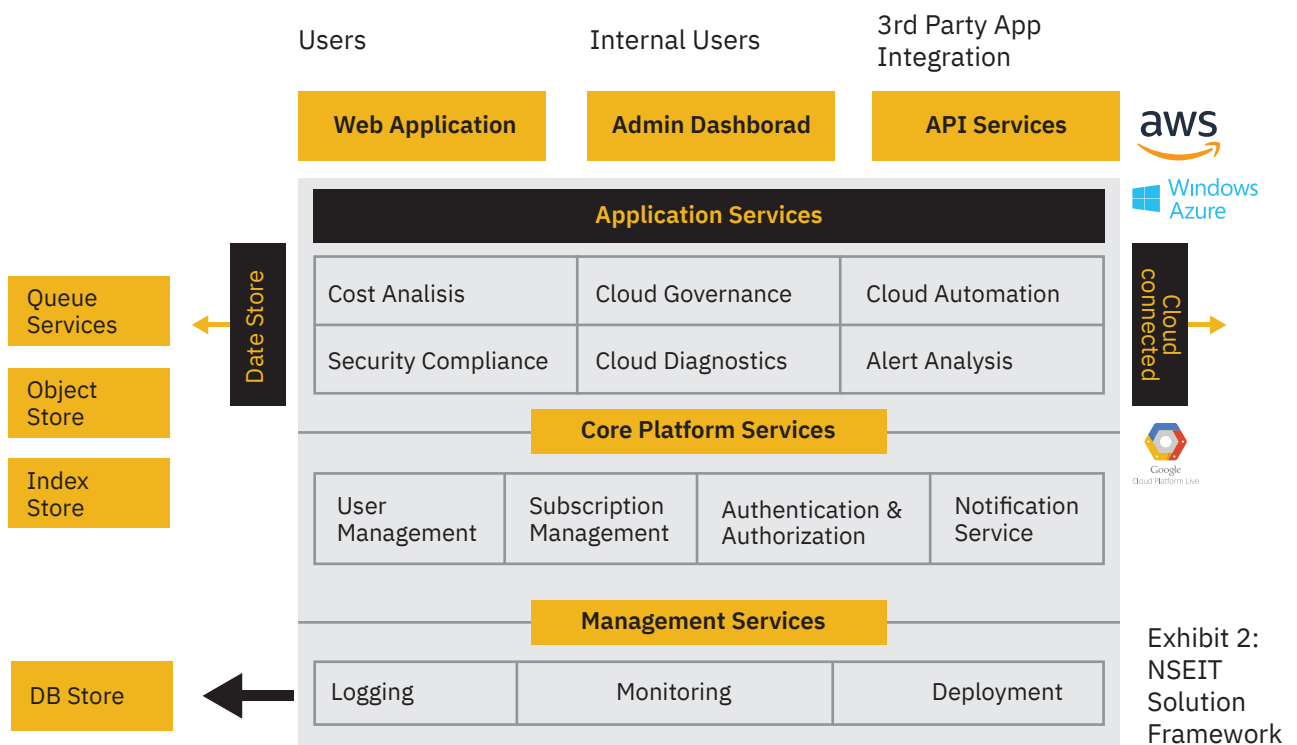 Users
Internal Users
3rd Party App
Integration
Web Application
Admin Dashborad
API Services
aws
Windows
Azure
Application Services
Date Store
Cloud
connected
Queue
Services
Object
Store
Index
Store
Cost Analisis
Cloud Governance
Cloud Automation
Security Compliance
Cloud Diagnostics
Alert Analysis
Core Platform Services
Google
Cloud Platform Live
User
Management
Subscription
Management
Authentication &
Authorization
Notification
Service
Management Services
DB Store
Logging
Monitoring
Deployment
Exhibit 2:
NSEIT
Solution
Framework